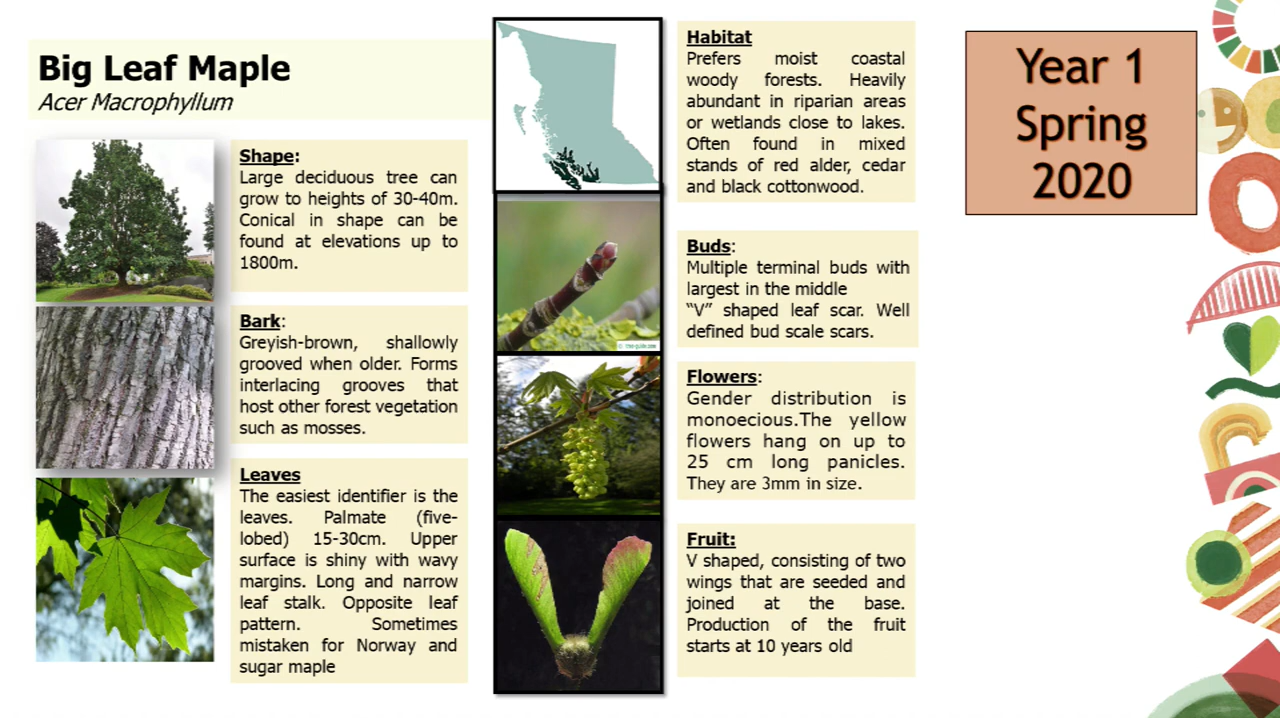 Big Leaf Maple
Acer Macrophyllum
Shape:
Large deciduous tree can
grow to heights of 30-40m.
Conical in shape can be
found at elevations up to
1800m.
Bark:
Greyish-brown, shallowly
grooved when older. Forms
interlacing grooves that
host other forest vegetation
such as mosses.
Leaves
The easiest identifier is the
leaves. Palmate (five-
lobed) 15-30cm. Upper
surface is shiny with wavy
margins. Long and narrow
leaf stalk. Opposite leaf
pattern. Sometimes
mistaken for Norway and
sugar maple
Habitat
Prefers moist coastal
woody forests. Heavily
abundant in riparian areas
or wetlands close to lakes.
Often found in mixed
stands of red alder, cedar
and black cottonwood.
Buds:
Multiple terminal buds with
largest in the middle
“V” shaped leaf scar. Well
defined bud scale scars.
Flowers:
Gender distribution is
monoecious.The yellow
flowers hang on up to
25 cm long panicles.
They are 3mm in size.
Fruit:
V shaped, consisting of two
wings that are seeded and
joined at the base.
Production of the fruit
starts at 10 years old
Year 1
Spring
2020